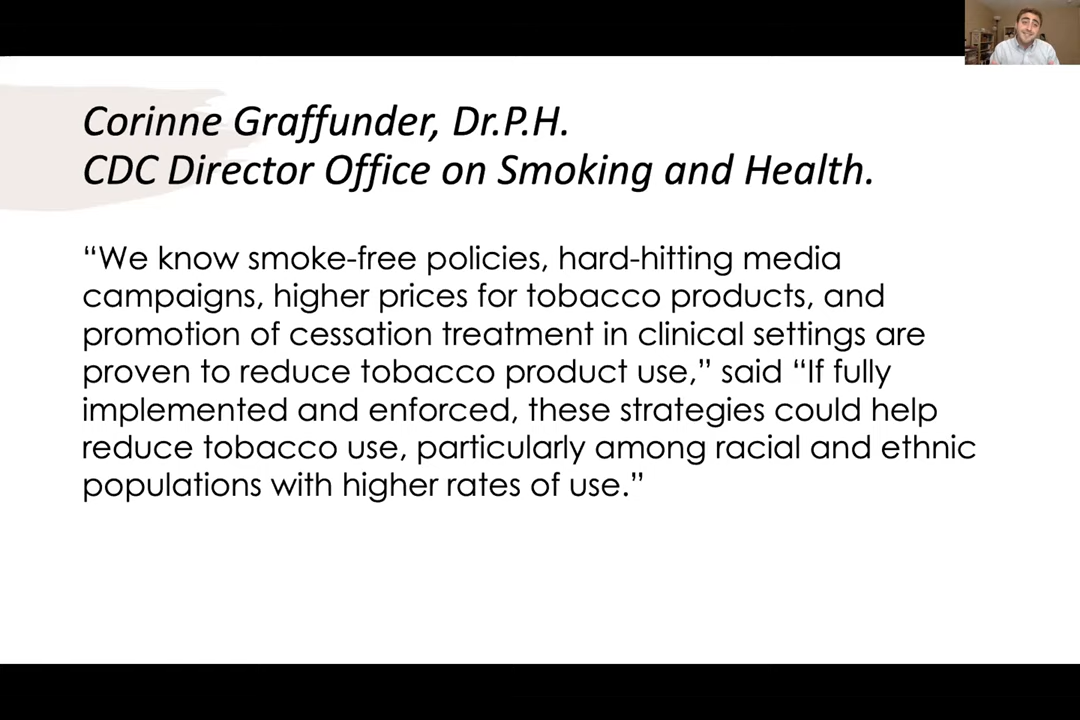 Corinne Graffunder, Dr.P.H.
CDC Director Office on Smoking and Health.
“We know smoke-free policies, hard-hitting media
campaigns, higher prices for tobacco products, and
promotion of cessation treatment in clinical settings are
proven to reduce tobacco product use,” said “If fully
implemented and enforced, these strategies could help
reduce tobacco use, particularly among racial and ethnic
populations with higher rates of use.”